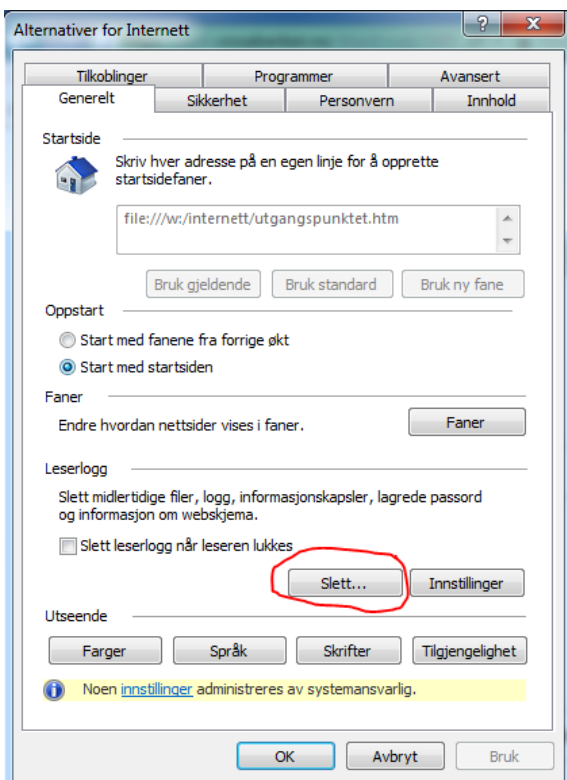 Alternativer for Internett
Tilkoblinger Programmer Avansert
Generelt Sikkerhet Personvern Innhold
Startside
Skriv hver adresse på en egen linje for å opprette
startsidefaner.
file:///w:/internett/utgangspunktet.htm
Bruk gjeldende Bruk standard Bruk ny fane
Oppstart
Start med fanene fra forrige økt
Start med startsiden
Faner
Endre hvordan nettsider vises i faner. Faner
Leserlogg
Slett midlertidige filer, logg, informasjonskapsler, lagrede passord
og informasjon om webskjema.
Slett leserlogg når leseren lukkes
Slett... Innstillinger
Utseende
Farger Språk Skrifter Tilgjengelighet
Noen innstillinger administreres av systemansvarlig.
OK Avbryt Bruk